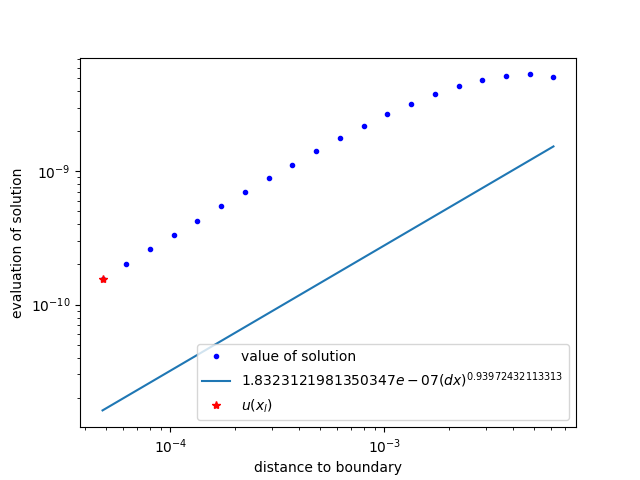 10⁻⁹
10⁻¹⁰
evaluation of solution
value of solution
1.8323121981350347e − 07(dx)^0.93972432113313
u(x_l)
10⁻⁴
10⁻³
distance to boundary